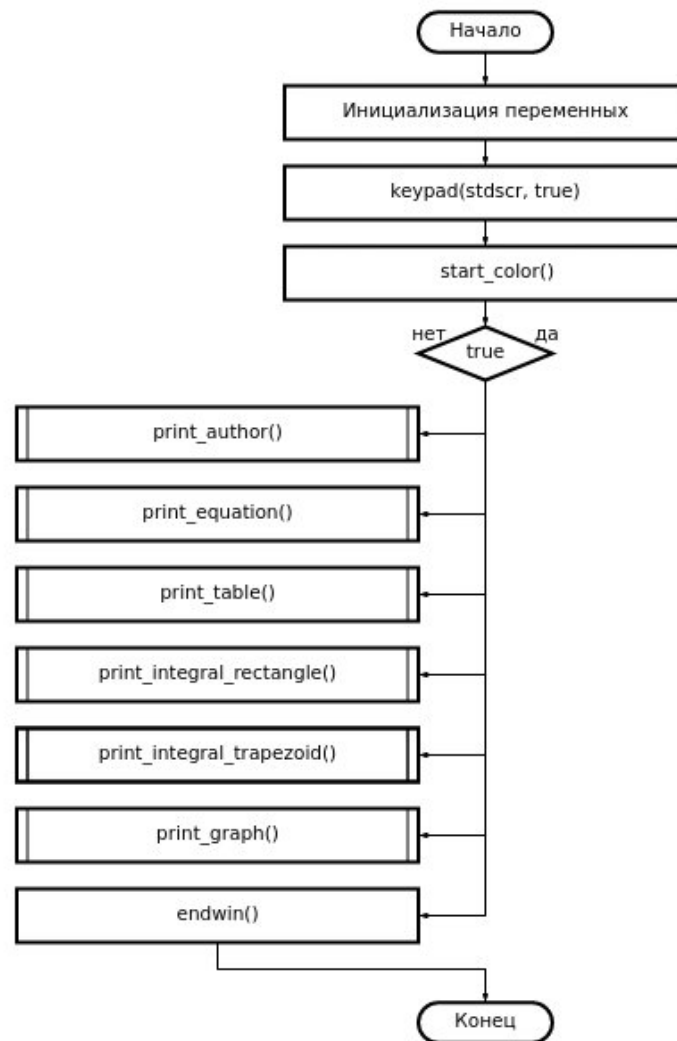 Начало
Инициализация переменных
keypad(stdscr, true)
start_color()
нет
да
true
print_author()
print_equation()
print_table()
print_integral_rectangle()
print_integral_trapezoid()
print_graph()
endwin()
Конец